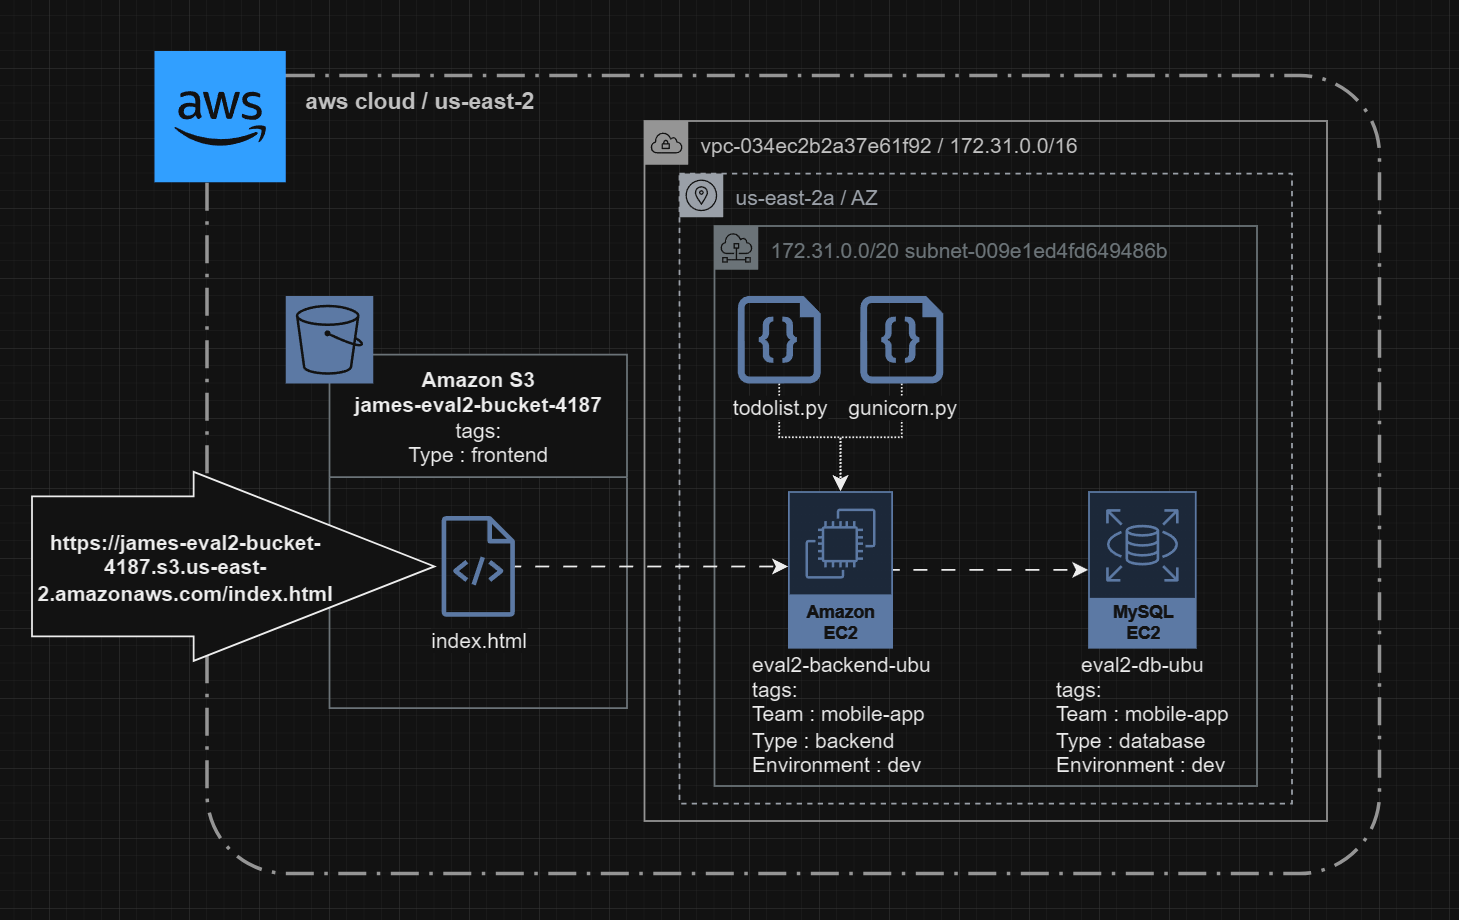 aws
aws cloud / us-east-2
vpc-034ec2b2a37e61f92 / 172.31.0.0/16
us-east-2a / AZ
172.31.0.0/20 subnet-009e1ed4fd649486b
{}
{}
todolist.py
gunicorn.py
Amazon S3
james-eval2-bucket-4187
tags:
Type : frontend
https://james-eval2-bucket-
4187.s3.us-east-
2.amazonaws.com/index.html
</>
index.html
Amazon
EC2
eval2-backend-ubu
tags:
Team : mobile-app
Type : backend
Environment : dev
MySQL
EC2
eval2-db-ubu
tags:
Team : mobile-app
Type : database
Environment : dev